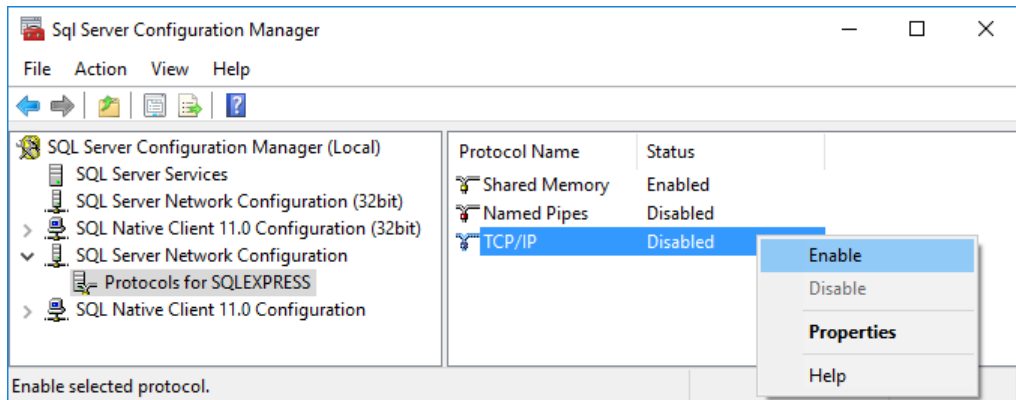 Sql Server Configuration Manager
File Action View Help
SQL Server Configuration Manager (Local)
SQL Server Services
SQL Server Network Configuration (32bit)
SQL Native Client 11.0 Configuration (32bit)
SQL Server Network Configuration
Protocols for SQLEXPRESS
SQL Native Client 11.0 Configuration
Protocol Name Status
Shared Memory Enabled
Named Pipes Disabled
TCP/IP Disabled
Enable
Disable
Properties
Help
Enable selected protocol.